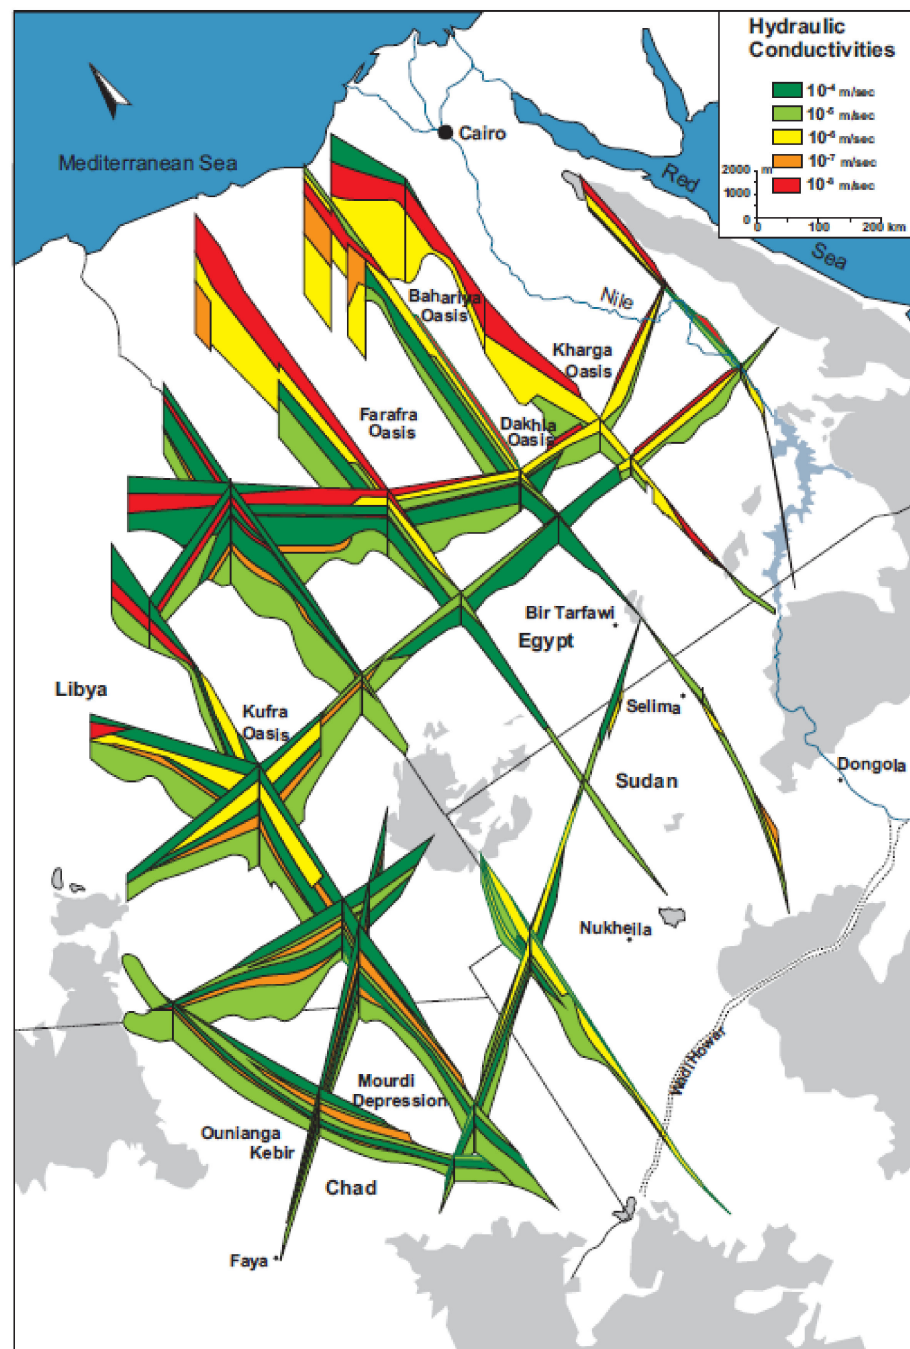 Hydraulic
Conductivities
10⁻⁴ m/sec
10⁻⁵ m/sec
10⁻⁶ m/sec
10⁻⁷ m/sec
10⁻⁸ m/sec
2000 m
1000
0
0 100 200 km
Cairo
Mediterranean Sea
Red
Sea
Nile
Bahariya
Oasis
Kharga
Oasis
Farafra
Oasis
Dakhla
Oasis
Bir Tarfawi
Egypt
Libya
Kufra
Oasis
Selima
Sudan
Dongola
Nukheila
Wadi Howar
Mourdi
Depression
Ounianga
Kebir
Chad
Faya